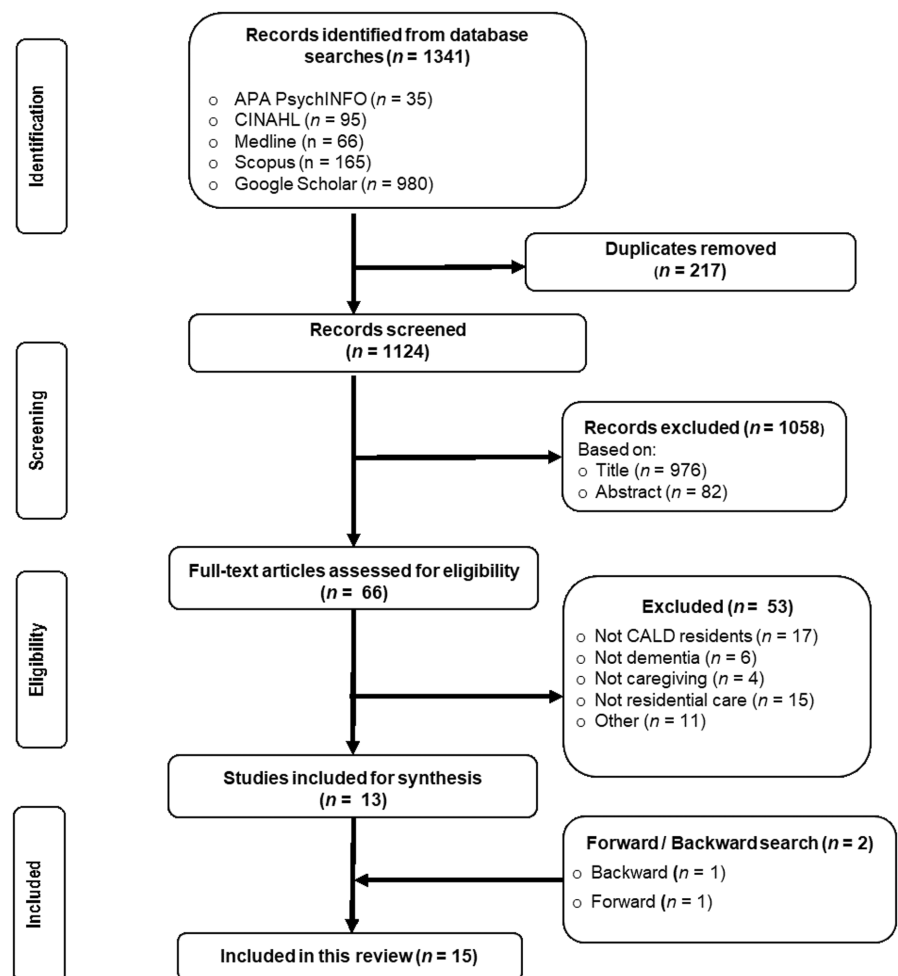 Identification
Records identified from database
searches (n = 1341)
o APA PsychINFO (n = 35)
o CINAHL (n = 95)
o Medline (n = 66)
o Scopus (n = 165)
o Google Scholar (n = 980)
Duplicates removed
(n = 217)
Screening
Records screened
(n = 1124)
Records excluded (n = 1058)
Based on:
o Title (n = 976)
o Abstract (n = 82)
Eligibility
Full-text articles assessed for eligibility
(n = 66)
Excluded (n = 53)
o Not CALD residents (n = 17)
o Not dementia (n = 6)
o Not caregiving (n = 4)
o Not residential care (n = 15)
o Other (n = 11)
Studies included for synthesis
(n = 13)
Included
Forward / Backward search (n = 2)
o Backward (n = 1)
o Forward (n = 1)
Included in this review (n = 15)